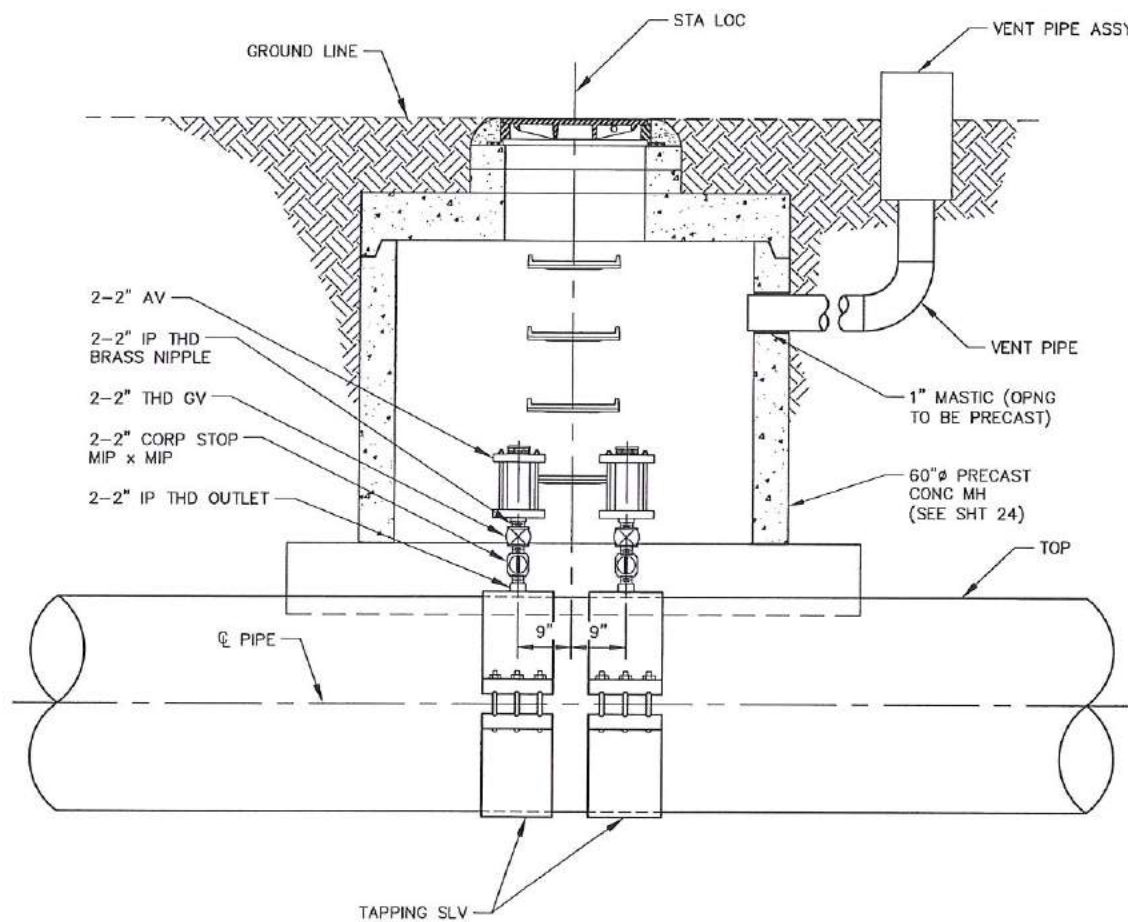 STA LOC
VENT PIPE ASSY
GROUND LINE
2-2" AV
2-2" IP THD
BRASS NIPPLE
2-2" THD GV
2-2" CORP STOP
MIP x MIP
2-2" IP THD OUTLET
VENT PIPE
1" MASTIC (OPNG
TO BE PRECAST)
60"ø PRECAST
CONC MH
(SEE SHT 24)
TOP
℄ PIPE
9" 9"
TAPPING SLV